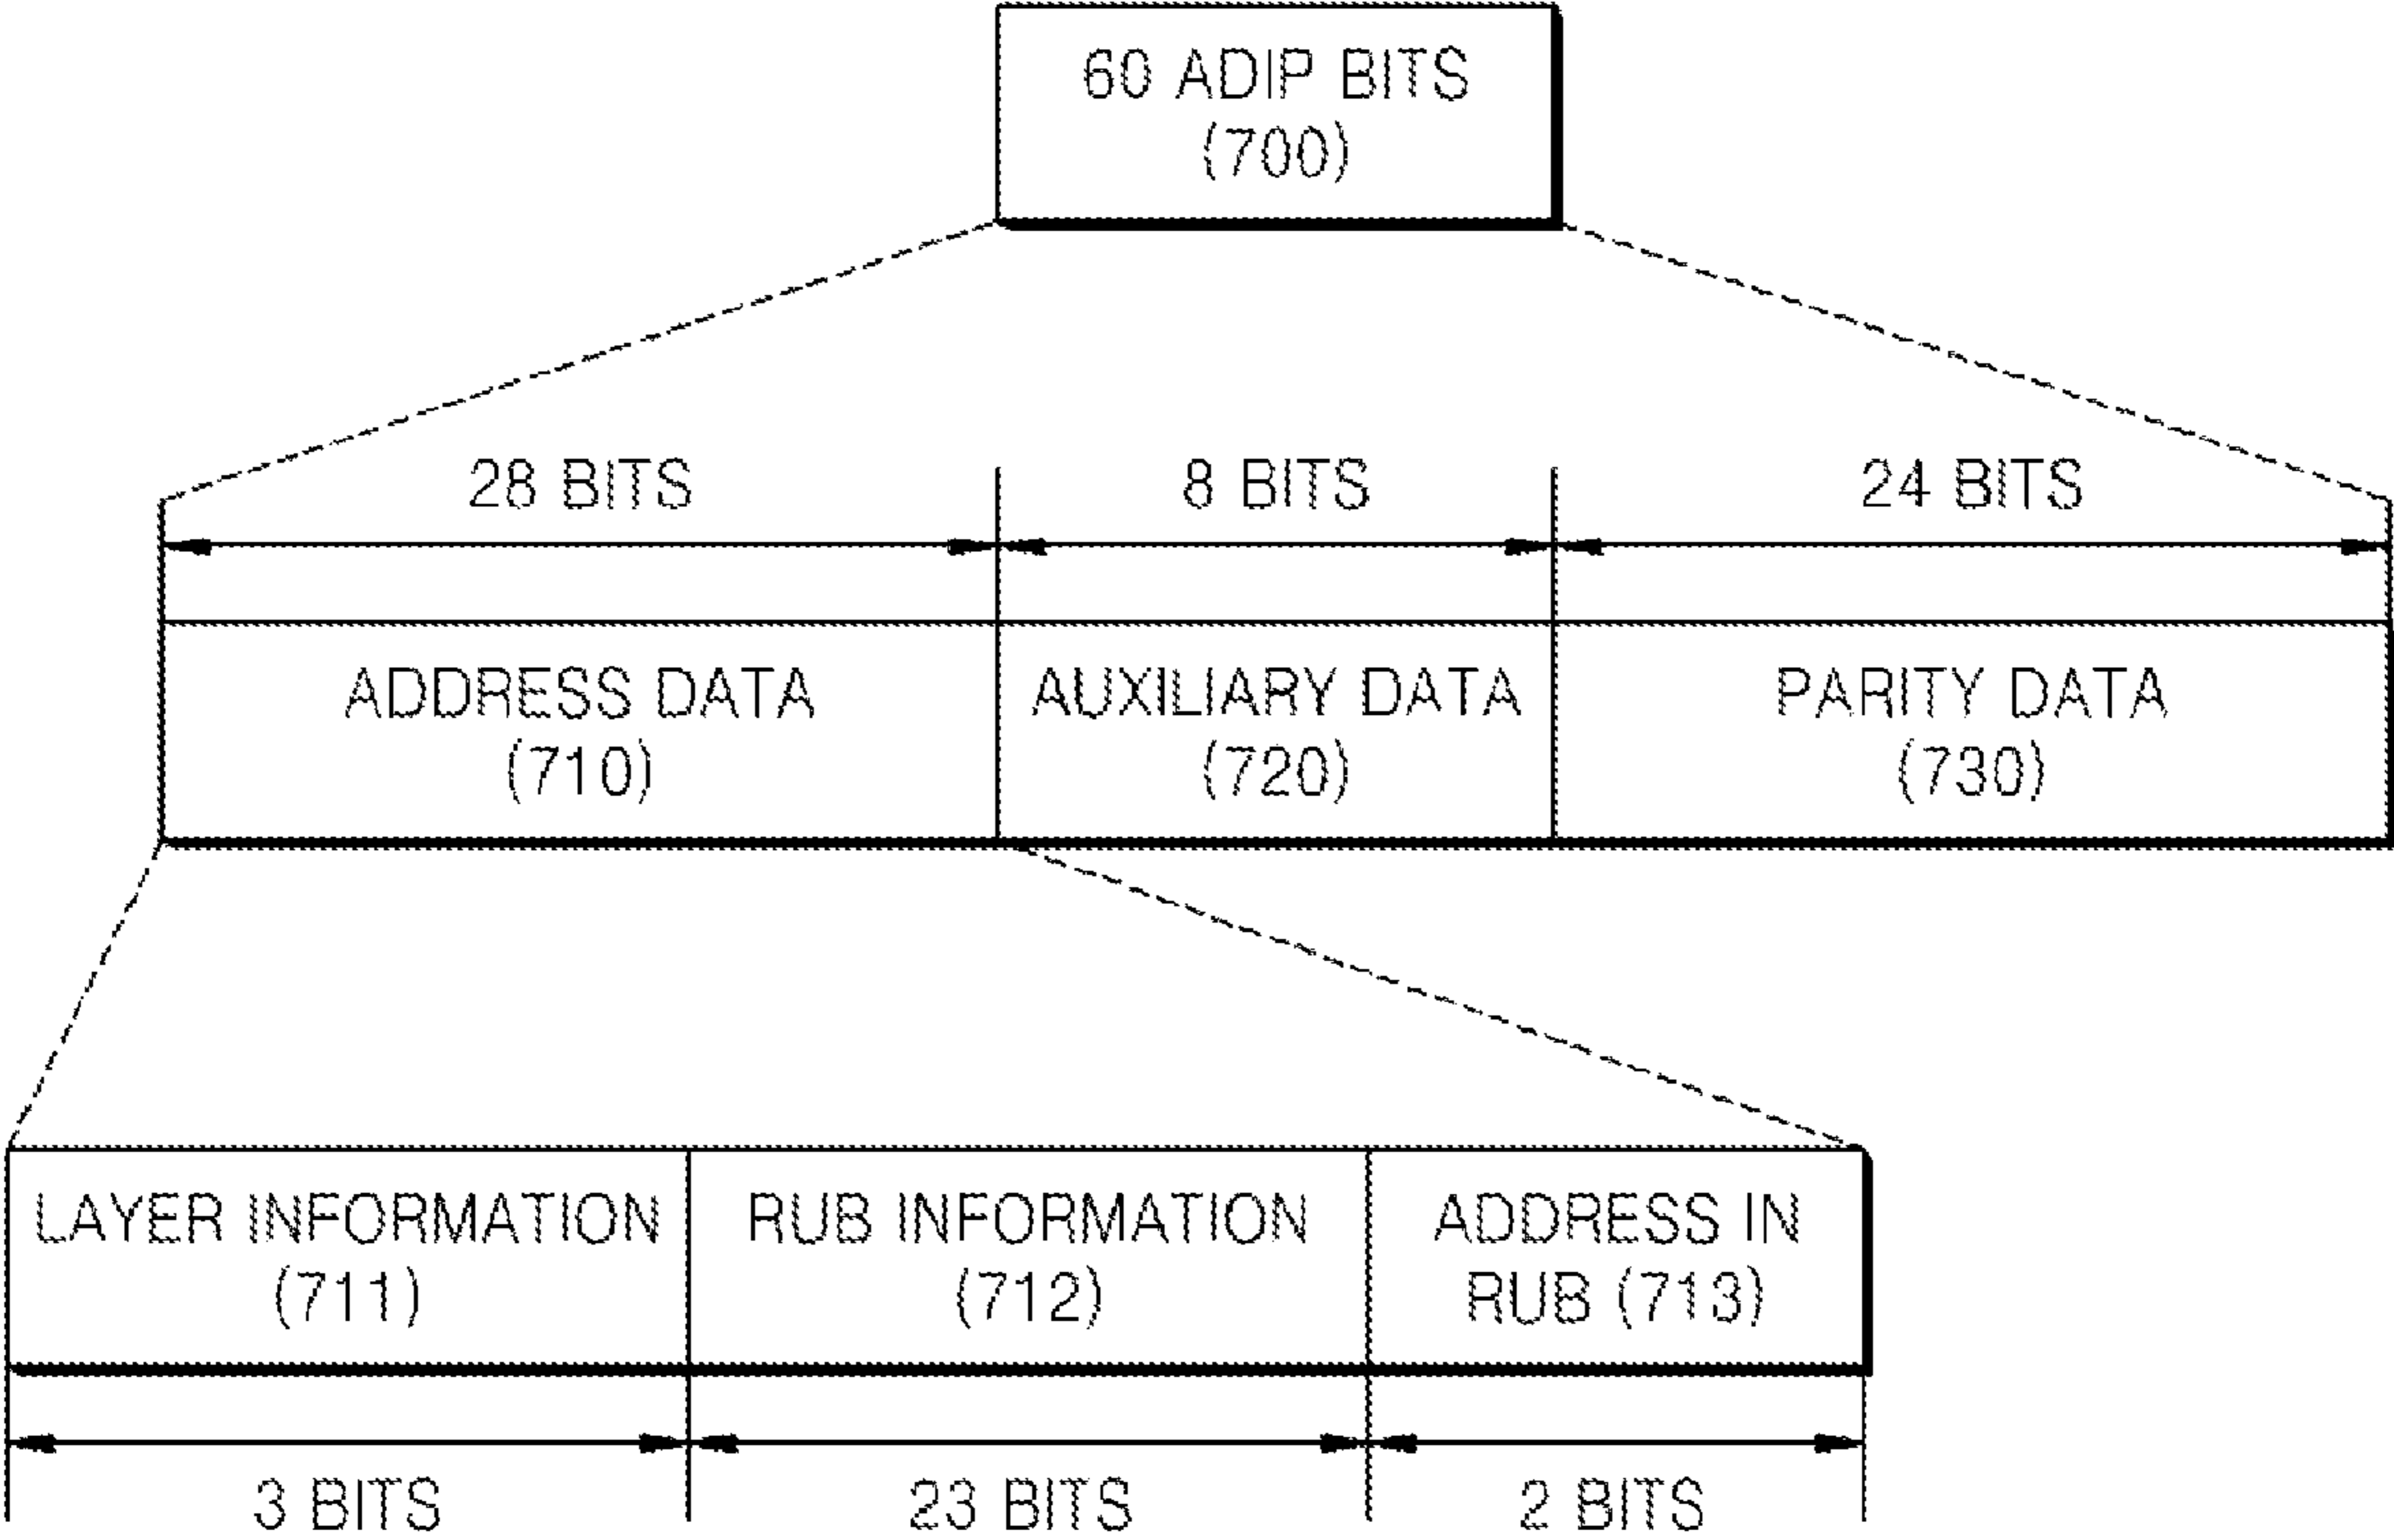 60 ADIP BITS
(700)
28 BITS
8 BITS
24 BITS
ADDRESS DATA
(710)
AUXILIARY DATA
(720)
PARITY DATA
(730)
LAYER INFORMATION
(711)
RUB INFORMATION
(712)
ADDRESS IN
RUB (713)
3 BITS
23 BITS
2 BITS